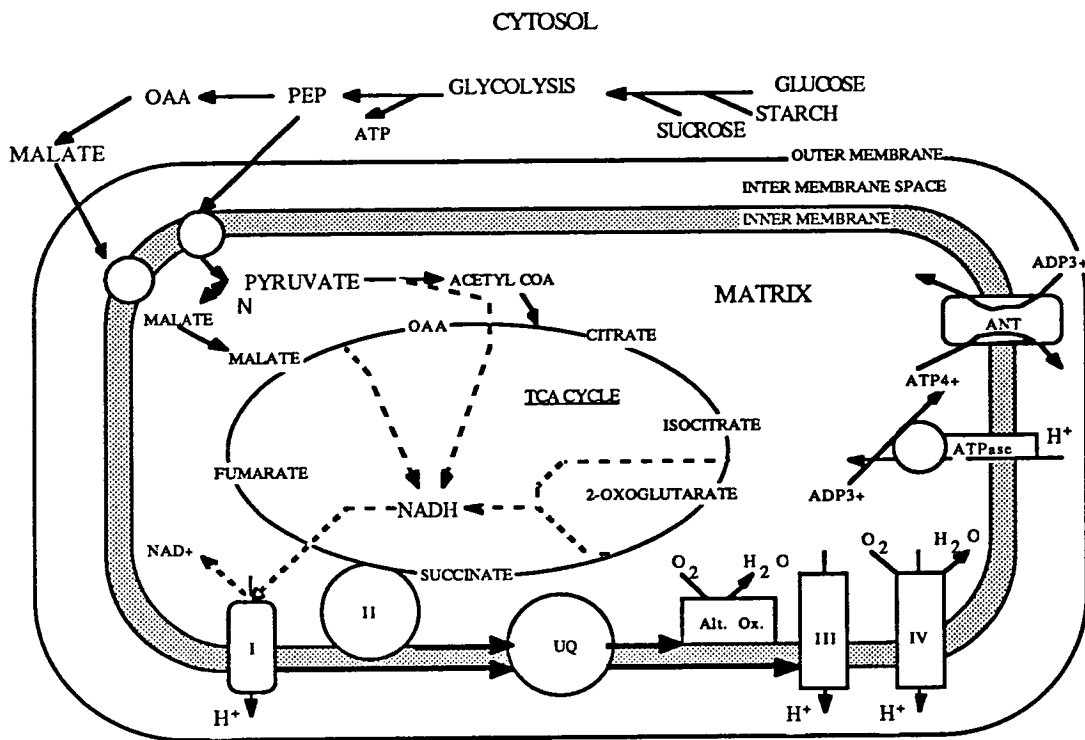 CYTOSOL
OAA
PEP
GLYCOLYSIS
GLUCOSE
STARCH
ATP
SUCROSE
MALATE
OUTER MEMBRANE
INTER MEMBRANE SPACE
INNER MEMBRANE
ADP3+
PYRUVATE
ACETYL COA
MATRIX
N
MALATE
OAA
CITRATE
ANT
MALATE
TCA CYCLE
ATP4+
ISOCITRATE
H+
ATPase
FUMARATE
2-OXOGLUTARATE
ADP3+
NADH
NAD+
SUCCINATE
O2
H2O
O2
H2O
II
Alt. Ox.
I
UQ
III
IV
H+
H+
H+